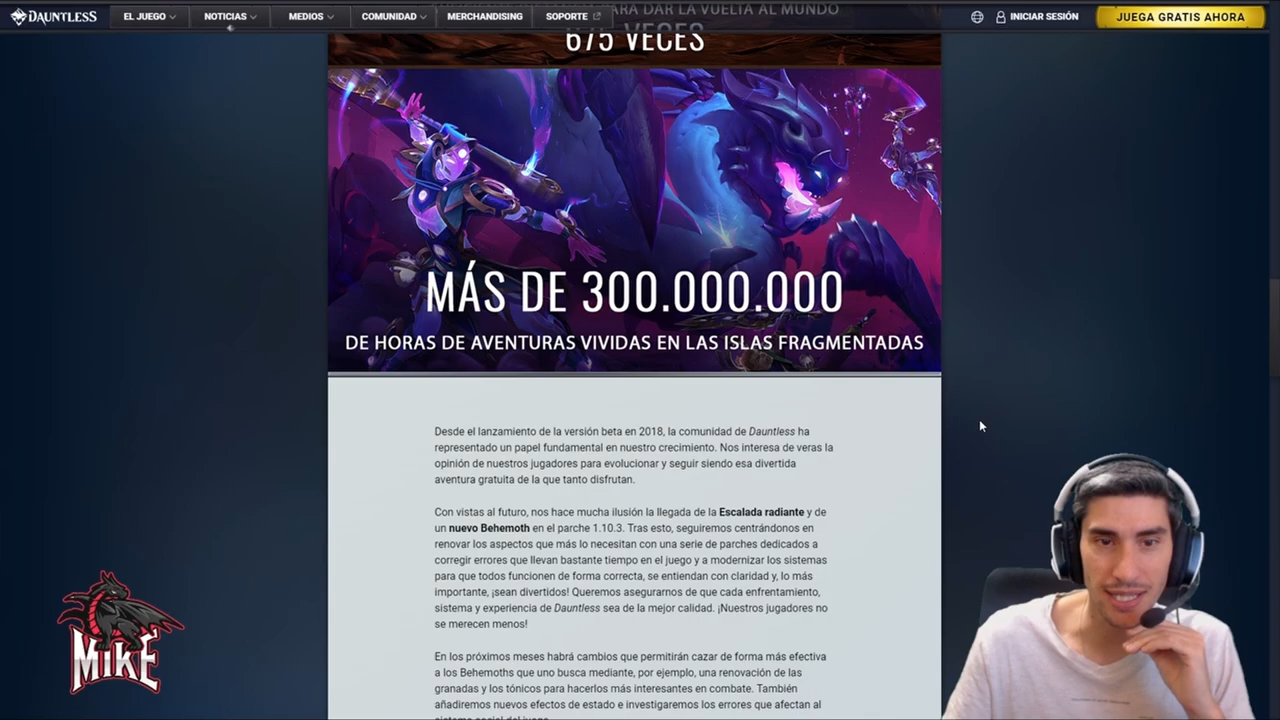 DAUNTLESS EL JUEGO NOTICIAS MEDIOS COMUNIDAD MERCHANDISING SOPORTE INICIAR SESIÓN JUEGA GRATIS AHORA
PARA DAR LA VUELTA AL MUNDO
675 VECES
MÁS DE 300.000.000
DE HORAS DE AVENTURAS VIVIDAS EN LAS ISLAS FRAGMENTADAS
Desde el lanzamiento de la versión beta en 2018, la comunidad de Dauntless ha
representado un papel fundamental en nuestro crecimiento. Nos interesa de veras la
opinión de nuestros jugadores para evolucionar y seguir siendo esa divertida
aventura gratuita de la que tanto disfrutan.
Con vistas al futuro, nos hace mucha ilusión la llegada de la Escalada radiante y de
un nuevo Behemoth en el parche 1.10.3. Tras esto, seguiremos centrándonos en
renovar los aspectos que más lo necesitan con una serie de parches dedicados a
corregir errores que llevan bastante tiempo en el juego y a modernizar los sistemas
para que todos funcionen de forma correcta, se entiendan con claridad y, lo más
importante, ¡sean divertidos! Queremos asegurarnos de que cada enfrentamiento,
sistema y experiencia de Dauntless sea de la mejor calidad. ¡Nuestros jugadores no
se merecen menos!
En los próximos meses habrá cambios que permitirán cazar de forma más efectiva
a los Behemoths que uno busca mediante, por ejemplo, una renovación de las
granadas y los tónicos para hacerlos más interesantes en combate. También
añadiremos nuevos efectos de estado e investigaremos los errores que afectan al
MIKE